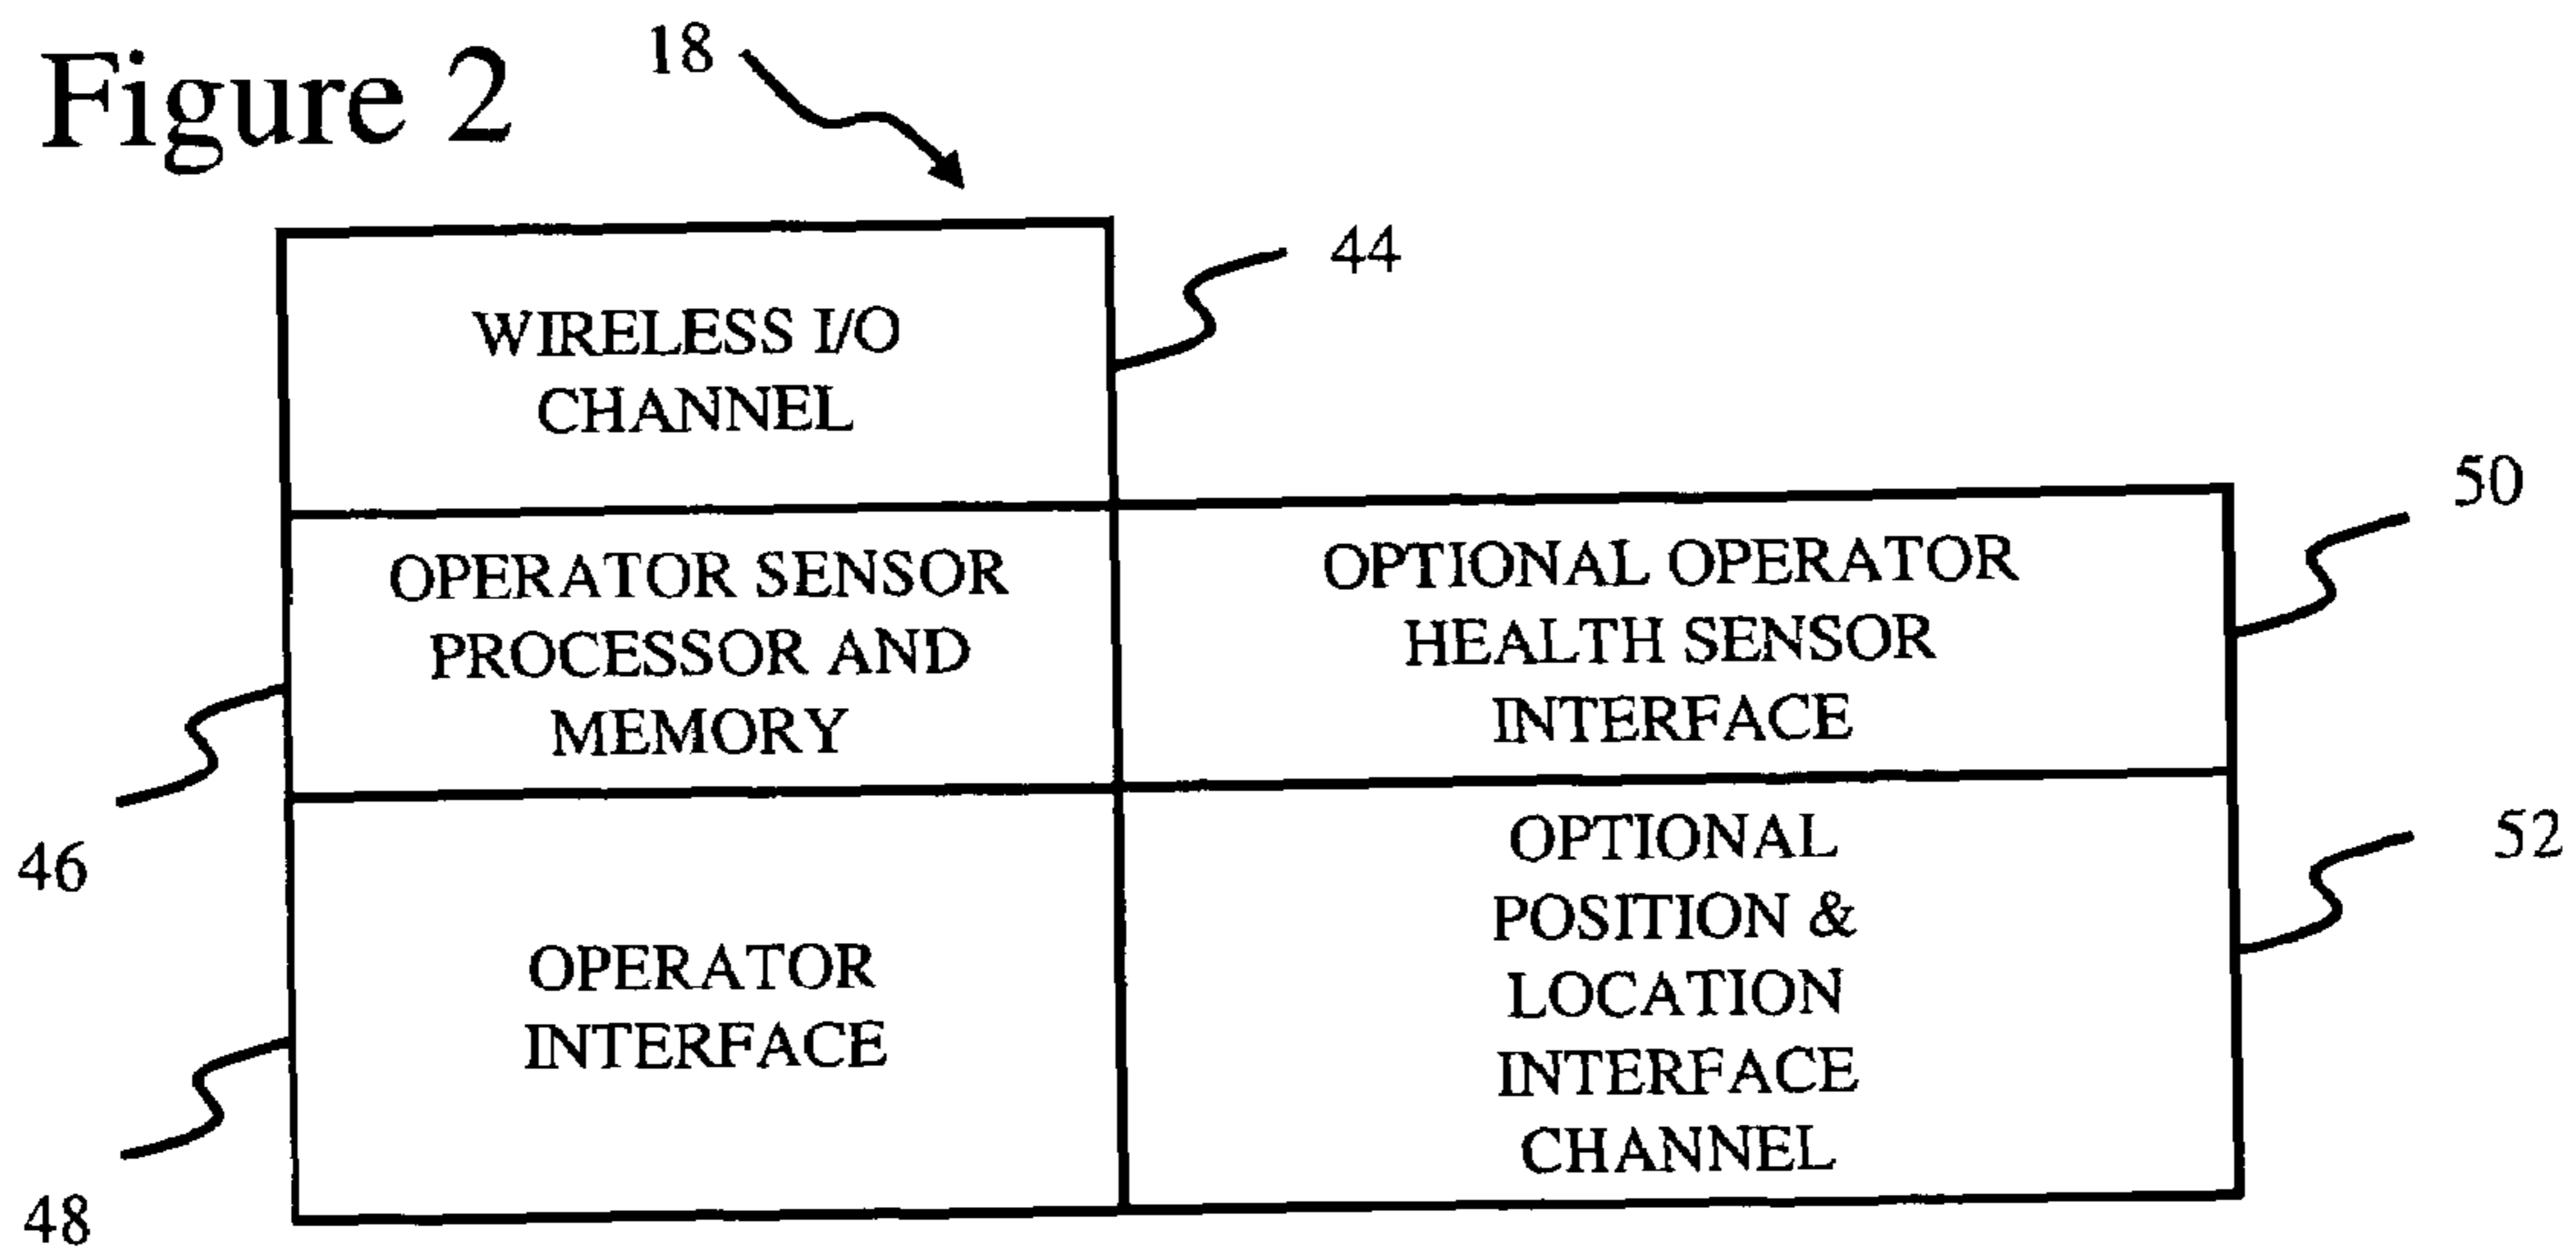 Figure 2
18
WIRELESS I/O
CHANNEL
44
OPERATOR SENSOR
PROCESSOR AND
MEMORY
46
OPTIONAL OPERATOR
HEALTH SENSOR
INTERFACE
50
OPERATOR
INTERFACE
48
OPTIONAL
POSITION &
LOCATION
INTERFACE
CHANNEL
52